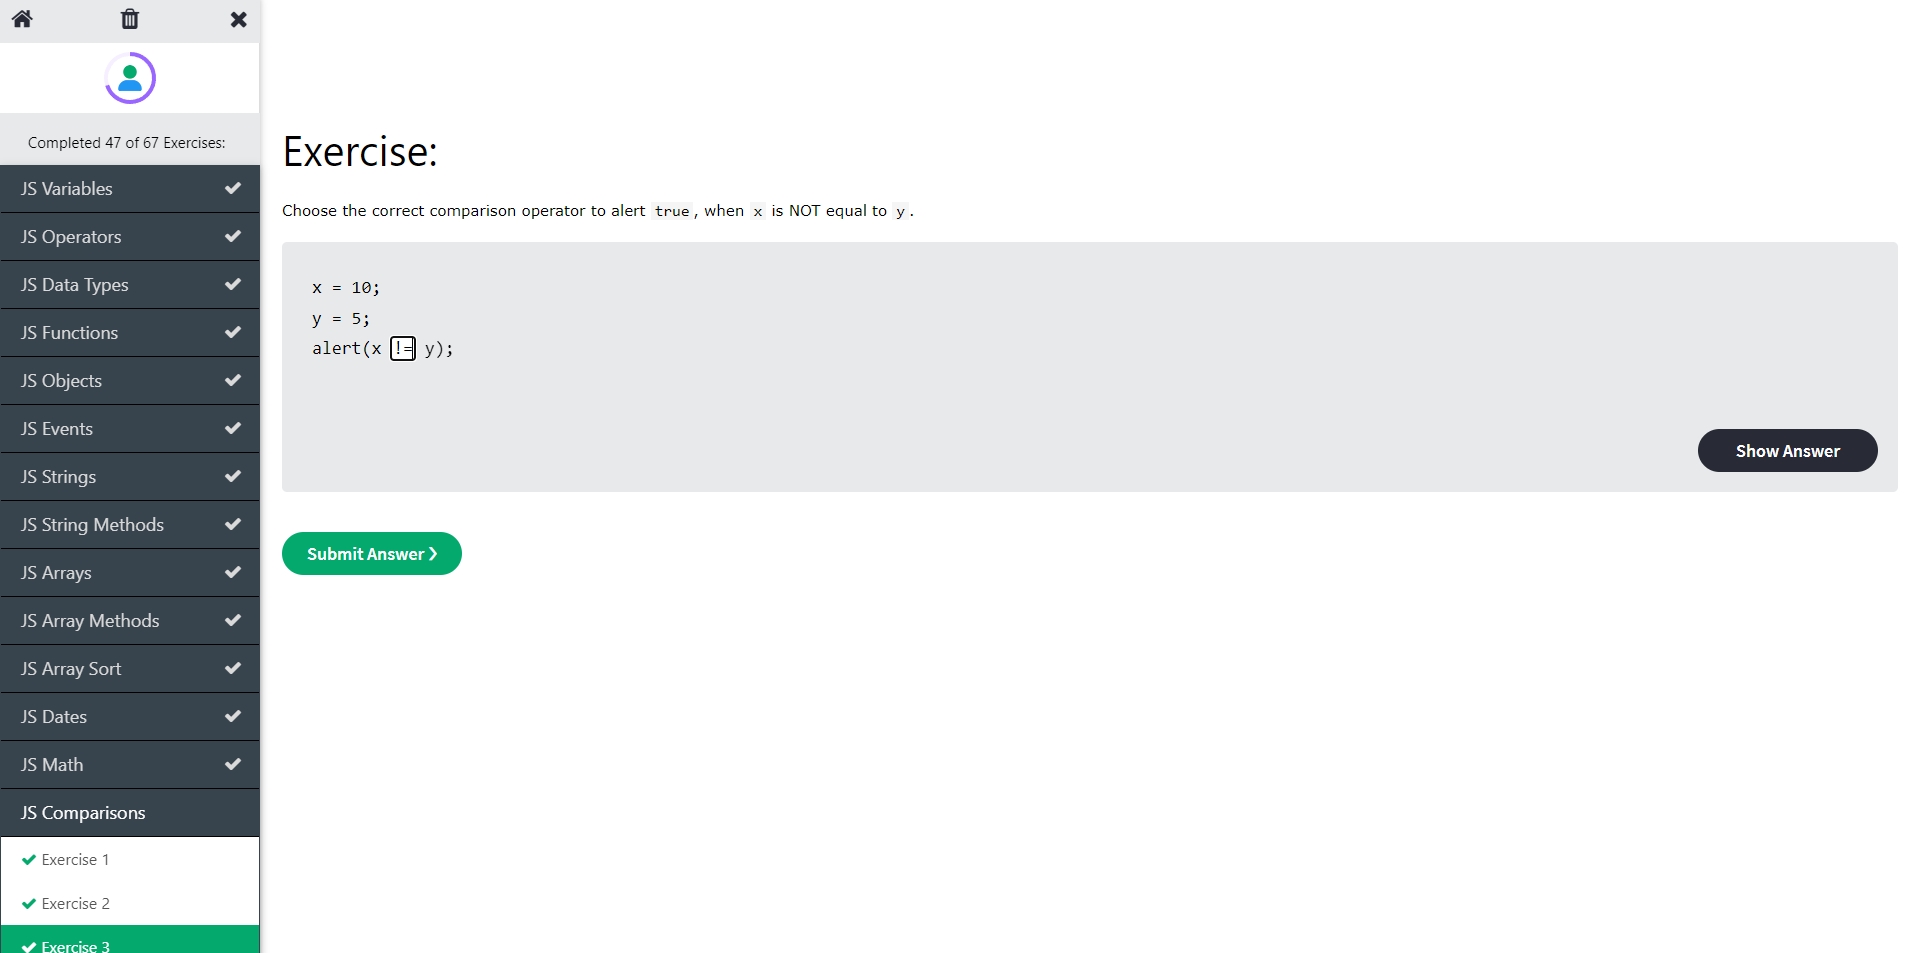 Completed 47 of 67 Exercises:
JS Variables
JS Operators
JS Data Types
JS Functions
JS Objects
JS Events
JS Strings
JS String Methods
JS Arrays
JS Array Methods
JS Array Sort
JS Dates
JS Math
JS Comparisons
Exercise 1
Exercise 2
Exercise 3
Exercise:
Choose the correct comparison operator to alert true, when x is NOT equal to y.
x = 10;
y = 5;
alert(x != y);
Show Answer
Submit Answer ❯